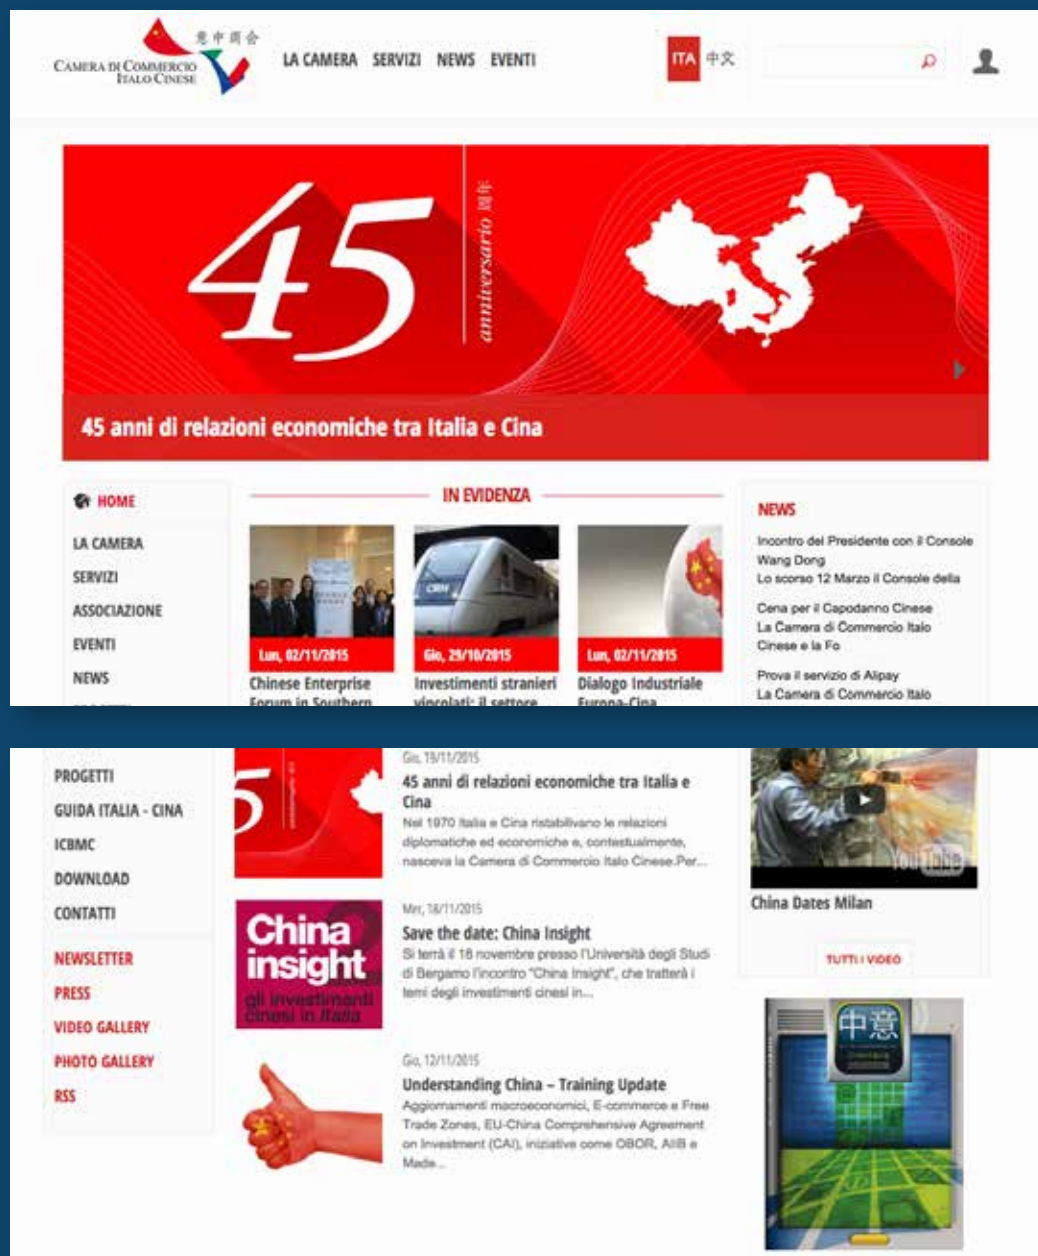 意中商会
CAMERA DI COMMERCIO
ITALO CINESE
LA CAMERA SERVIZI NEWS EVENTI
ITA 中文
45
anniversario 周年
45 anni di relazioni economiche tra Italia e Cina
HOME
LA CAMERA
SERVIZI
ASSOCIAZIONE
EVENTI
NEWS
IN EVIDENZA
CRH
Lun, 02/11/2015
Chinese Enterprise
Forum in Southern
Gio, 29/10/2015
Investimenti stranieri
vincolati: il settore
Lun, 02/11/2015
Dialogo Industriale
Europa-Cina
NEWS
Incontro del Presidente con il Console
Wang Dong
Lo scorso 12 Marzo il Console della
Cena per il Capodanno Cinese
La Camera di Commercio Italo
Cinese e la Fo
Prova il servizio di Alipay
La Camera di Commercio Italo
PROGETTI
GUIDA ITALIA - CINA
ICBMC
DOWNLOAD
CONTATTI
NEWSLETTER
PRESS
VIDEO GALLERY
PHOTO GALLERY
RSS
5
Gio, 19/11/2015
45 anni di relazioni economiche tra Italia e
Cina
Nel 1970 Italia e Cina ristabilivano le relazioni
diplomatiche ed economiche e, contestualmente,
nasceva la Camera di Commercio Italo Cinese.Per...
China
insight
gli investimenti
cinesi in Italia
Mer, 18/11/2015
Save the date: China Insight
Si terrà il 18 novembre presso l'Università degli Studi
di Bergamo l'incontro "China Insight", che tratterà i
temi degli investimenti cinesi in...
Gio, 12/11/2015
Understanding China – Training Update
Aggiornamenti macroeconomici, E-commerce e Free
Trade Zones, EU-China Comprehensive Agreement
on Investment (CAI), iniziative come OBOR, AIIB e
Made...
YouTube
China Dates Milan
TUTTI I VIDEO
中意